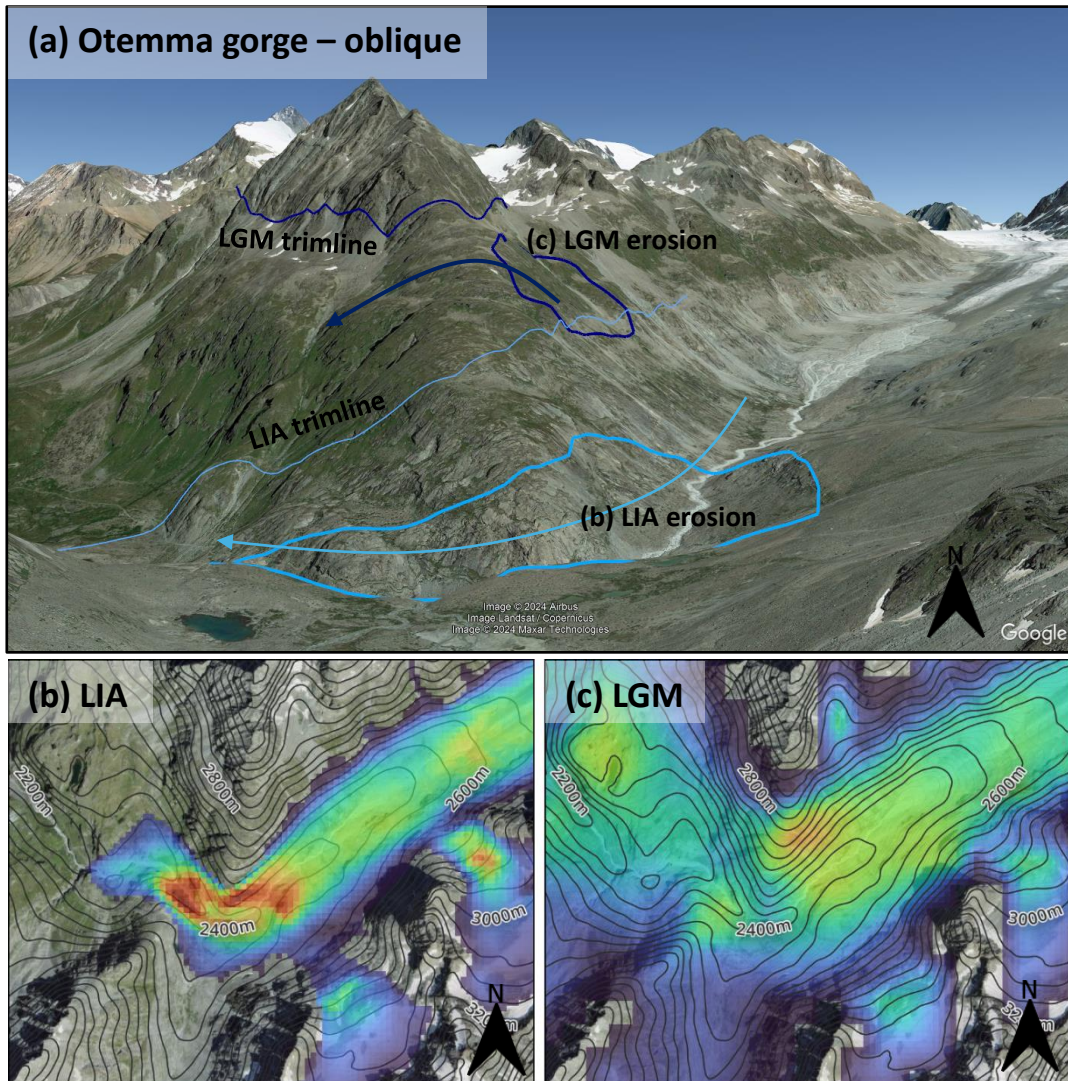 (a) Otemma gorge – oblique
LGM trimline
(c) LGM erosion
LIA trimline
(b) LIA erosion
N
Image © 2024 Airbus
Image Landsat / Copernicus
Image © 2024 Maxar Technologies
Google
(b) LIA
2200m
2800m
2600m
2400m
3000m
N
(c) LGM
2200m
2800m
2600m
2400m
3000m
N